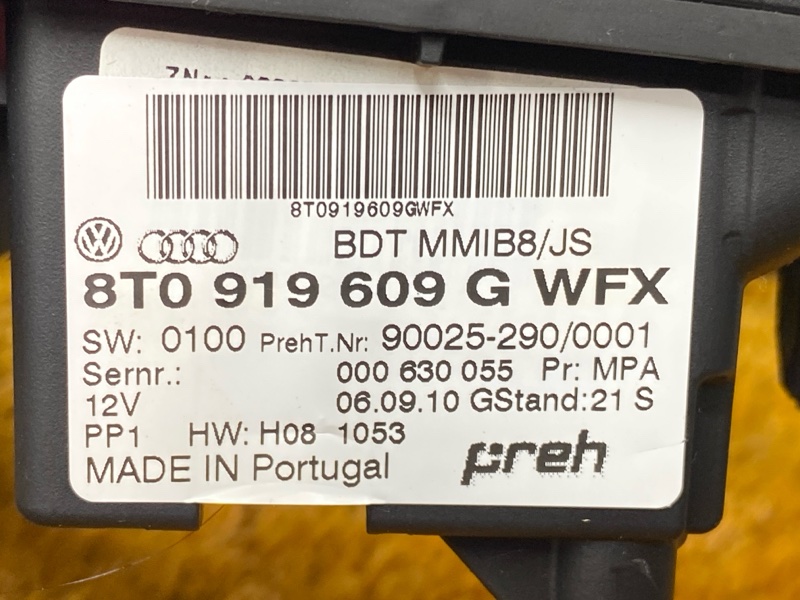 8T0919609GWFX
BDT MMIB8/JS
8T0 919 609 G WFX
SW: 0100 PrehT.Nr: 90025-290/0001
Sernr.: 000 630 055 Pr: MPA
12V 06.09.10 GStand:21 S
PP1 HW: H08 1053
MADE IN Portugal preh